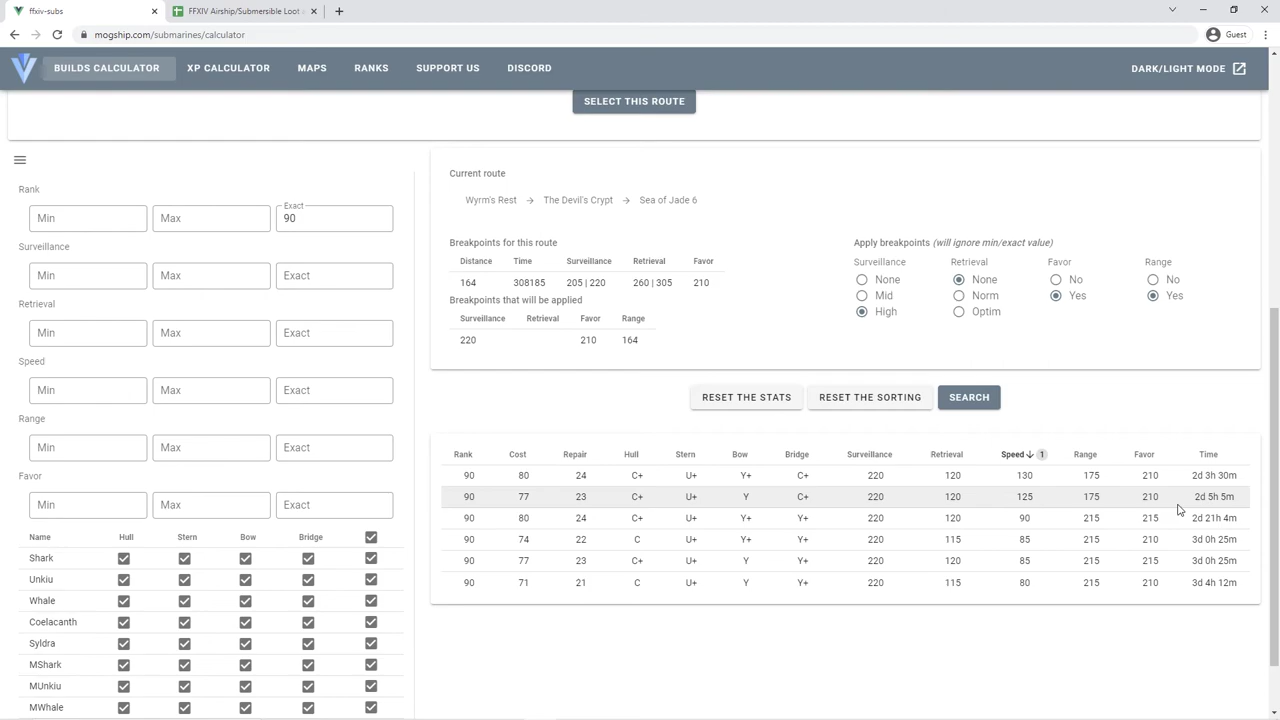 ffxiv-subs
FFXIV Airship/Submersible Loot a
mogship.com/submarines/calculator
Guest
BUILDS CALCULATOR XP CALCULATOR MAPS RANKS SUPPORT US DISCORD DARK/LIGHT MODE
SELECT THIS ROUTE
Rank
Min Max Exact 90
Surveillance
Min Max Exact
Retrieval
Min Max Exact
Speed
Min Max Exact
Range
Min Max Exact
Favor
Min Max Exact
Name Hull Stern Bow Bridge
Shark
Unkiu
Whale
Coelacanth
Syldra
MShark
MUnkiu
MWhale
Current route
Wyrm's Rest → The Devil's Crypt → Sea of Jade 6
Breakpoints for this route
Distance Time Surveillance Retrieval Favor
164 308185 205 | 220 260 | 305 210
Breakpoints that will be applied
Surveillance Retrieval Favor Range
220 210 164
Apply breakpoints (will ignore min/exact value)
Surveillance Retrieval Favor Range
None None No No
Mid Norm Yes Yes
High Optim
RESET THE STATS RESET THE SORTING SEARCH
Rank Cost Repair Hull Stern Bow Bridge Surveillance Retrieval Speed ↓ 1 Range Favor Time
90 80 24 C+ U+ Y+ C+ 220 120 130 175 210 2d 3h 30m
90 77 23 C+ U+ Y C+ 220 120 125 175 210 2d 5h 5m
90 80 24 C+ U+ Y+ Y+ 220 120 90 215 215 2d 21h 4m
90 74 22 C U+ Y+ Y+ 220 115 85 215 210 3d 0h 25m
90 77 23 C+ U+ Y Y+ 220 120 85 215 215 3d 0h 25m
90 71 21 C U+ Y Y+ 220 115 80 215 210 3d 4h 12m